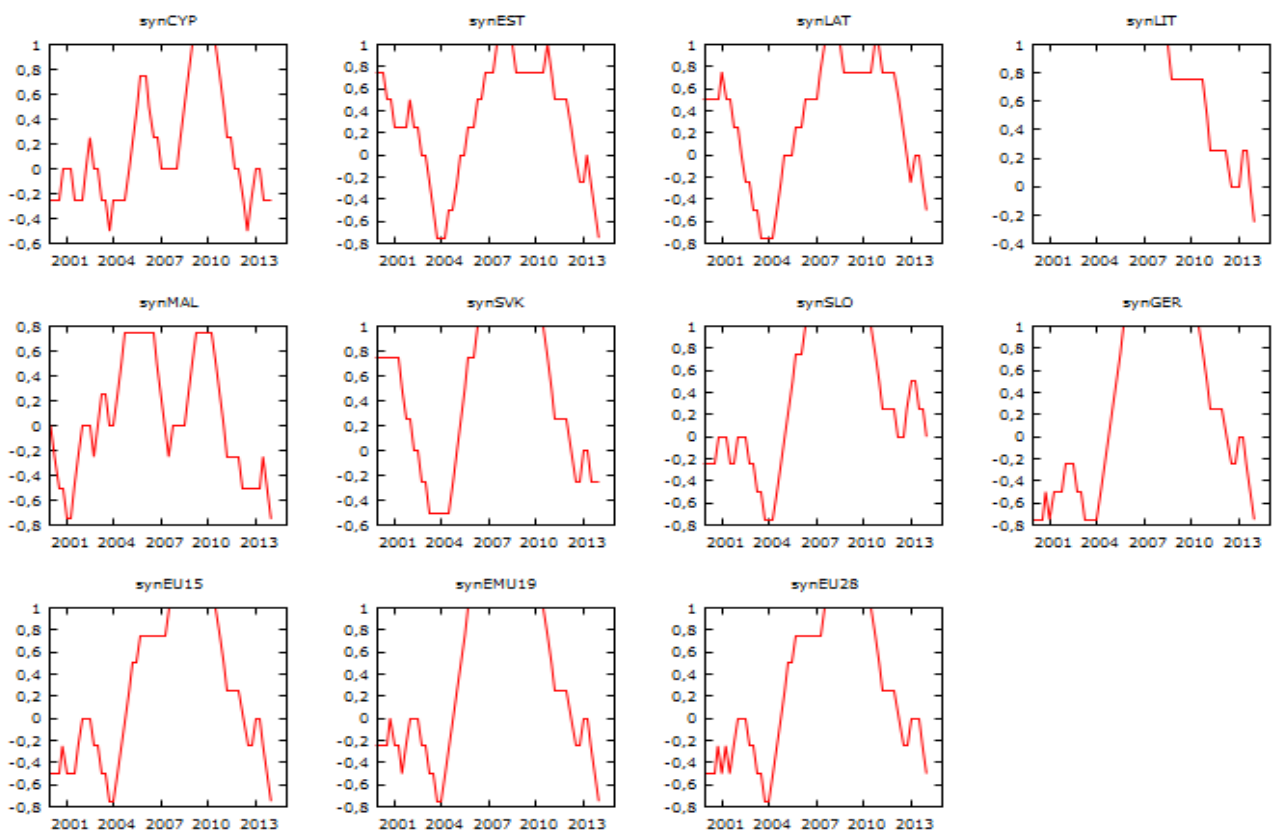 synCYP synEST synLAT synLIT
1 1 1 1
0,8 0,8 0,8 0,8
0,6 0,6 0,6 0,6
0,4 0,4 0,4 0,4
0,2 0,2 0,2 0,2
0 0 0 0
-0,2 -0,2 -0,2 -0,2
-0,4 -0,4 -0,4 -0,4
-0,6 -0,6 -0,6
-0,8 -0,8
2001 2004 2007 2010 2013 2001 2004 2007 2010 2013 2001 2004 2007 2010 2013 2001 2004 2007 2010 2013
synMAL synSVK synSLO synGER
0,8 1 1 1
0,6 0,8 0,8 0,8
0,4 0,6 0,6 0,6
0,2 0,4 0,4 0,4
0 0,2 0,2 0,2
-0,2 0 0 0
-0,4 -0,2 -0,2 -0,2
-0,6 -0,4 -0,4 -0,4
-0,8 -0,6 -0,6 -0,6
-0,8 -0,8
2001 2004 2007 2010 2013 2001 2004 2007 2010 2013 2001 2004 2007 2010 2013 2001 2004 2007 2010 2013
synEU15 synEMU19 synEU28
1 1 1
0,8 0,8 0,8
0,6 0,6 0,6
0,4 0,4 0,4
0,2 0,2 0,2
0 0 0
-0,2 -0,2 -0,2
-0,4 -0,4 -0,4
-0,6 -0,6 -0,6
-0,8 -0,8 -0,8
2001 2004 2007 2010 2013 2001 2004 2007 2010 2013 2001 2004 2007 2010 2013